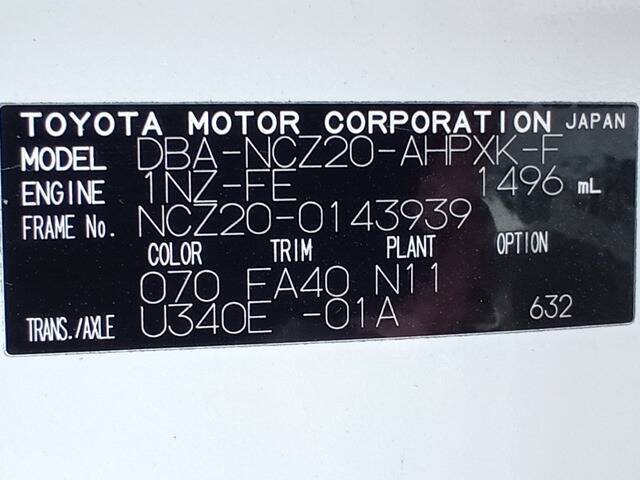 TOYOTA MOTOR CORPORATION JAPAN
MODEL DBA-NCZ20-AHPXK-F
ENGINE 1NZ-FE 1496 mL
FRAME No. NCZ20-0143939
COLOR TRIM PLANT OPTION
070 EA40 N11
TRANS./AXLE U340E -01A 632